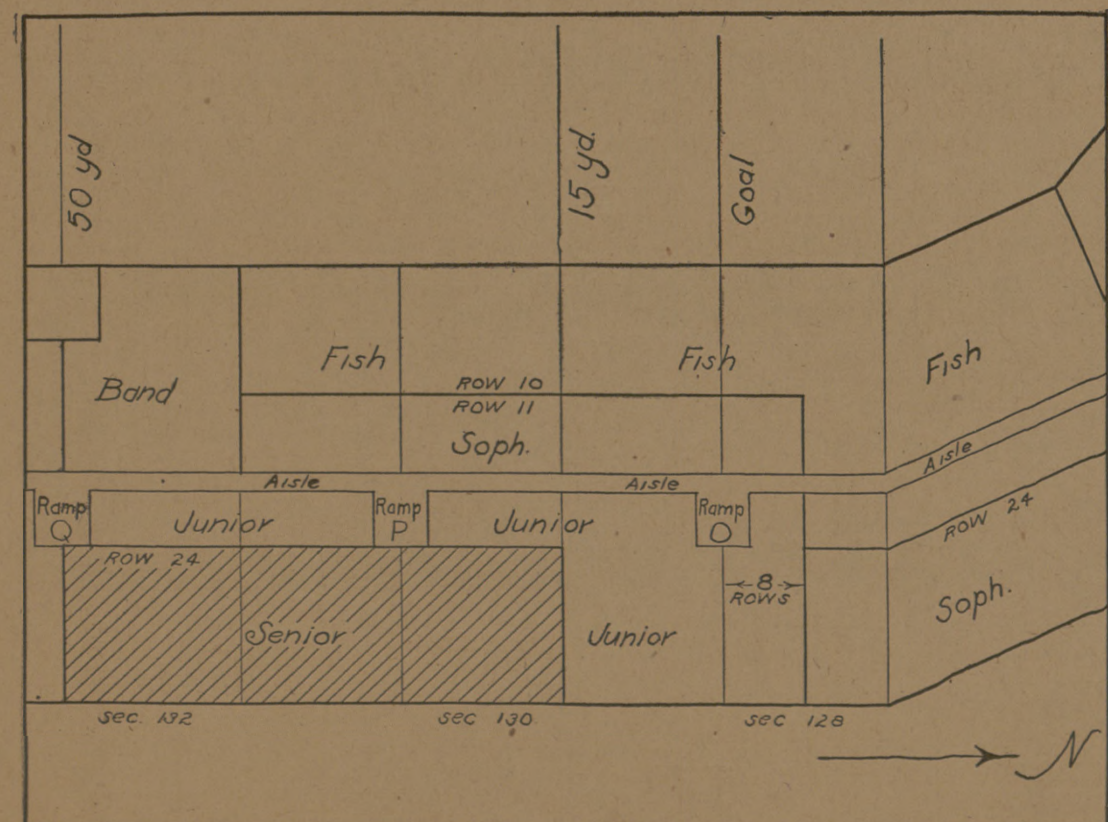 50 yd
15 yd.
Goal
Band
Fish
Fish
Fish
ROW 10
ROW 11
Soph.
Aisle
Aisle
Aisle
Ramp
Q
Junior
Ramp
P
Junior
Ramp
O
ROW 24
ROW 24
8
ROWS
Senior
Junior
Soph.
Sec. 132
Sec 130
Sec 128
N